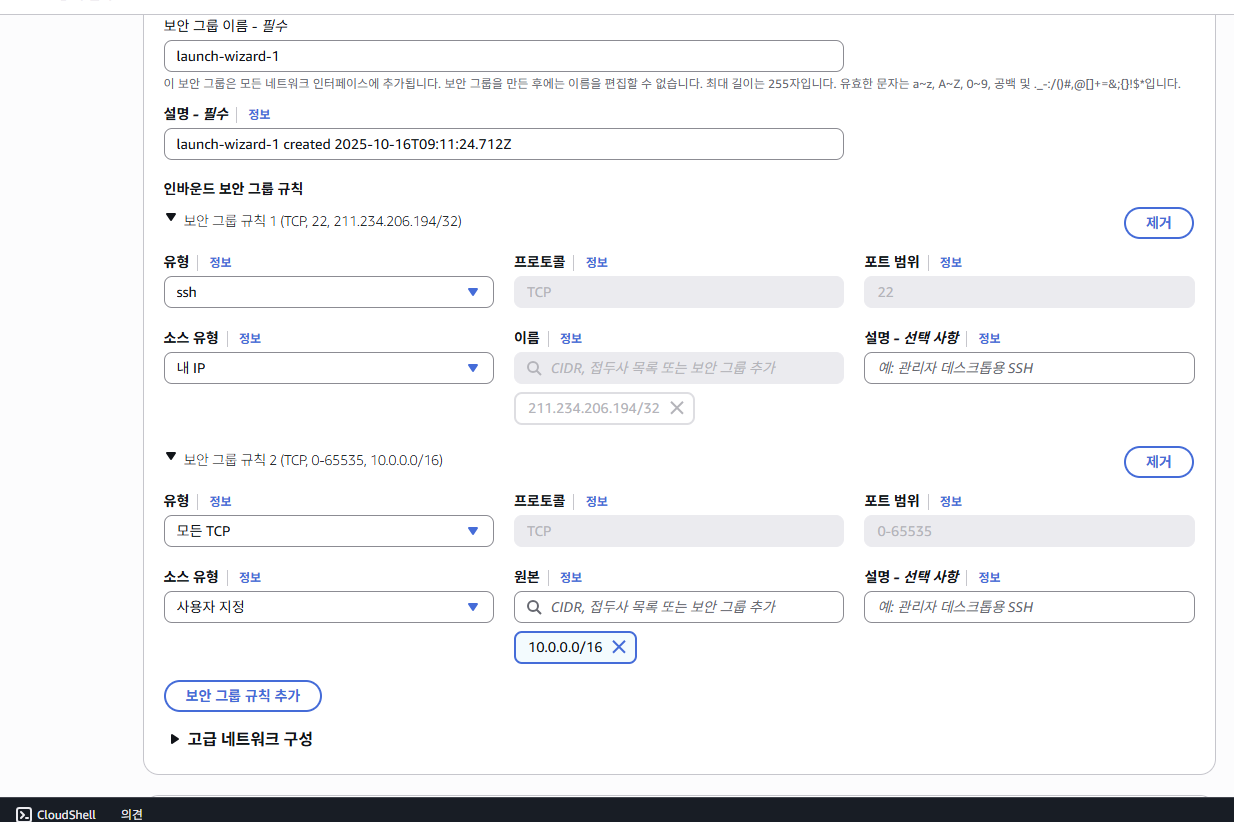 보안 그룹 이름 - 필수
launch-wizard-1
이 보안 그룹은 모든 네트워크 인터페이스에 추가됩니다. 보안 그룹을 만든 후에는 이름을 편집할 수 없습니다. 최대 길이는 255자입니다. 유효한 문자는 a~z, A~Z, 0~9, 공백 및 ._-:/()#,@[]+=&;{}!$*입니다.
설명 - 필수 정보
launch-wizard-1 created 2025-10-16T09:11:24.712Z
인바운드 보안 그룹 규칙
보안 그룹 규칙 1 (TCP, 22, 211.234.206.194/32) 제거
유형 정보 프로토콜 정보 포트 범위 정보
ssh TCP 22
소스 유형 정보 이름 정보 설명 - 선택 사항 정보
내 IP CIDR, 접두사 목록 또는 보안 그룹 추가 예: 관리자 데스크톱용 SSH
211.234.206.194/32
보안 그룹 규칙 2 (TCP, 0-65535, 10.0.0.0/16) 제거
유형 정보 프로토콜 정보 포트 범위 정보
모든 TCP TCP 0-65535
소스 유형 정보 원본 정보 설명 - 선택 사항 정보
사용자 지정 CIDR, 접두사 목록 또는 보안 그룹 추가 예: 관리자 데스크톱용 SSH
10.0.0.0/16
보안 그룹 규칙 추가
고급 네트워크 구성
CloudShell 의견